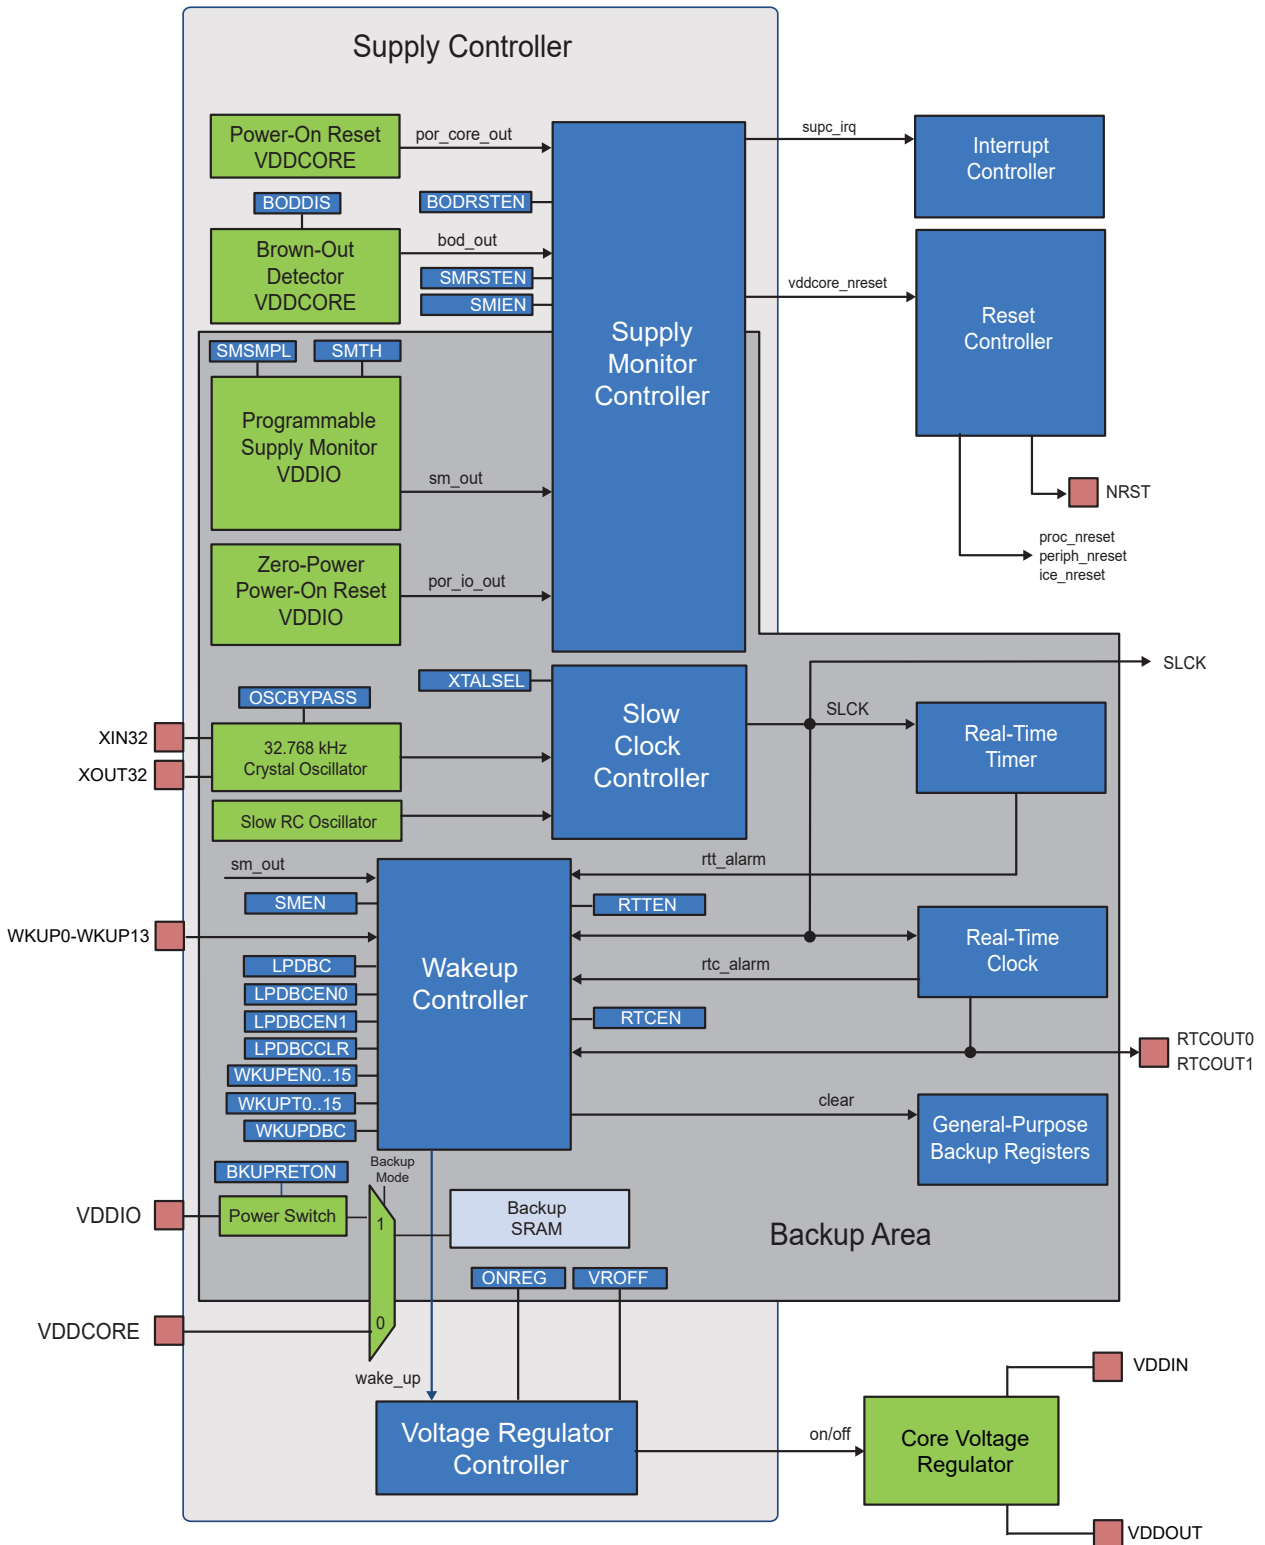 Supply Controller
Power-On Reset
VDDCORE
por_core_out
supc_irq
Interrupt
Controller
BODDIS
BODRSTEN
Brown-Out
Detector
VDDCORE
bod_out
SMRSTEN
SMIEN
vddcore_nreset
Reset
Controller
Supply
Monitor
Controller
SMSMPL
SMTH
Programmable
Supply Monitor
VDDIO
sm_out
NRST
proc_nreset
periph_nreset
ice_nreset
Zero-Power
Power-On Reset
VDDIO
por_io_out
SLCK
XTALSEL
OSCBYPASS
Slow
Clock
Controller
SLCK
Real-Time
Timer
XIN32
XOUT32
32.768 kHz
Crystal Oscillator
Slow RC Oscillator
sm_out
rtt_alarm
SMEN
RTTEN
WKUP0-WKUP13
Wakeup
Controller
Real-Time
Clock
rtc_alarm
LPDBC
LPDBCEN0
LPDBCEN1
LPDBCCLR
WKUPEN0..15
WKUPT0..15
WKUPDBC
RTCEN
RTCOUT0
RTCOUT1
clear
General-Purpose
Backup Registers
BKUPRETON
Backup
Mode
VDDIO
Power Switch
1
Backup
SRAM
Backup Area
ONREG
VROFF
VDDCORE
0
wake_up
VDDIN
Voltage Regulator
Controller
on/off
Core Voltage
Regulator
VDDOUT